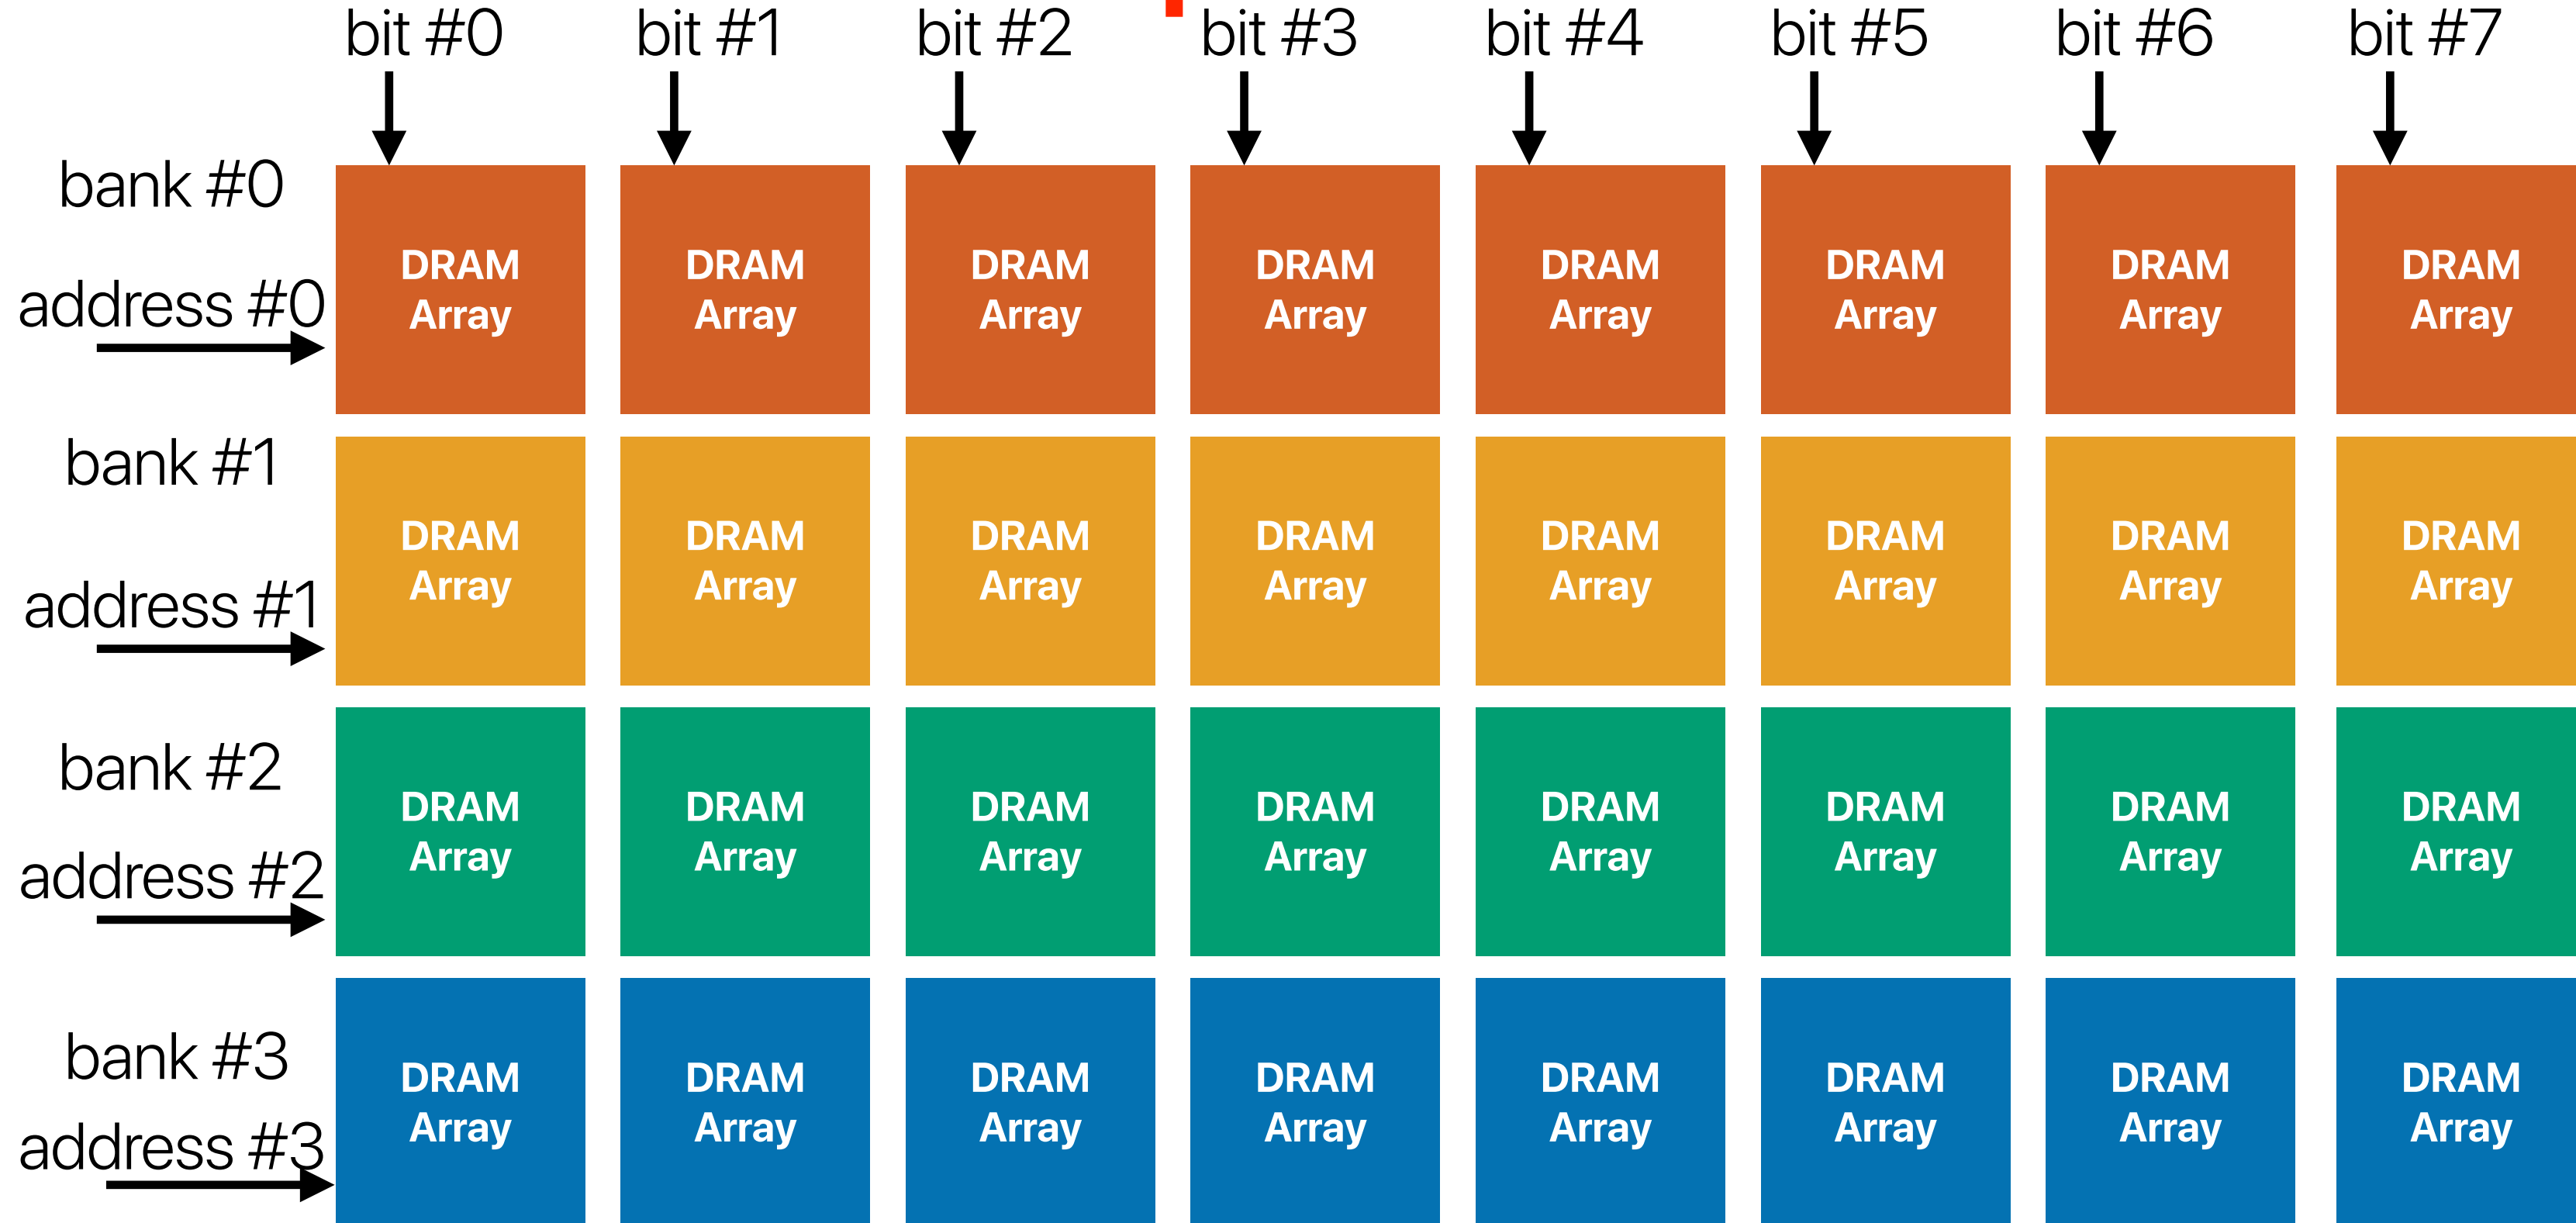 bit #0 bit #1 bit #2 bit #3 bit #4 bit #5 bit #6 bit #7
bank #0
address #0
DRAM DRAM DRAM DRAM DRAM DRAM DRAM DRAM
Array Array Array Array Array Array Array Array
bank #1
address #1
DRAM DRAM DRAM DRAM DRAM DRAM DRAM DRAM
Array Array Array Array Array Array Array Array
bank #2
address #2
DRAM DRAM DRAM DRAM DRAM DRAM DRAM DRAM
Array Array Array Array Array Array Array Array
bank #3
address #3
DRAM DRAM DRAM DRAM DRAM DRAM DRAM DRAM
Array Array Array Array Array Array Array Array